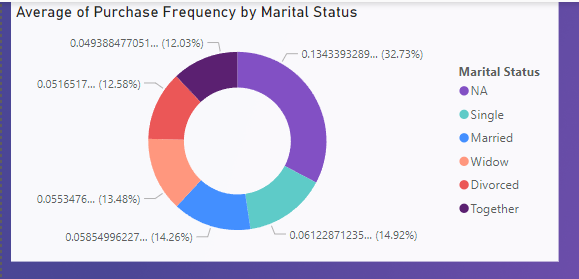 Average of Purchase Frequency by Marital Status
0.049388477051... (12.03%)
0.1343393289... (32.73%)
0.0516517... (12.58%)
Marital Status
NA
Single
Married
Widow
Divorced
Together
0.0553476... (13.48%)
0.05854996227... (14.26%)
0.06122871235... (14.92%)